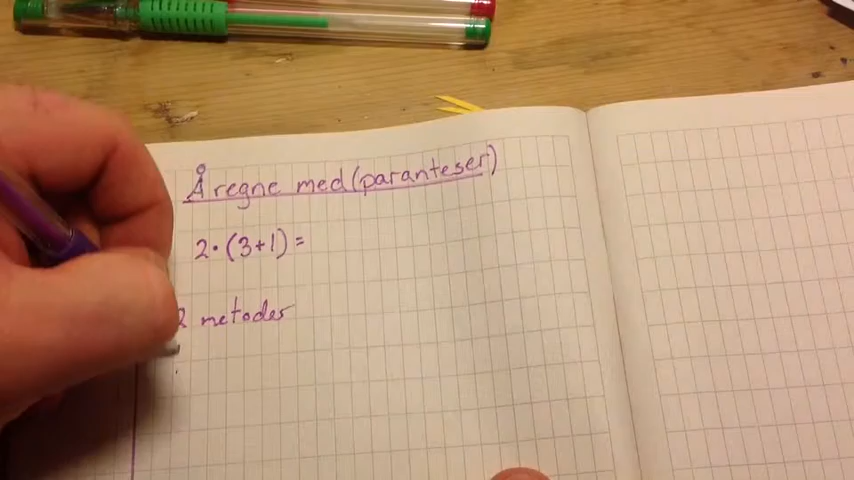 Å regne med (paranteser)
2·(3+1)=
2 metoder